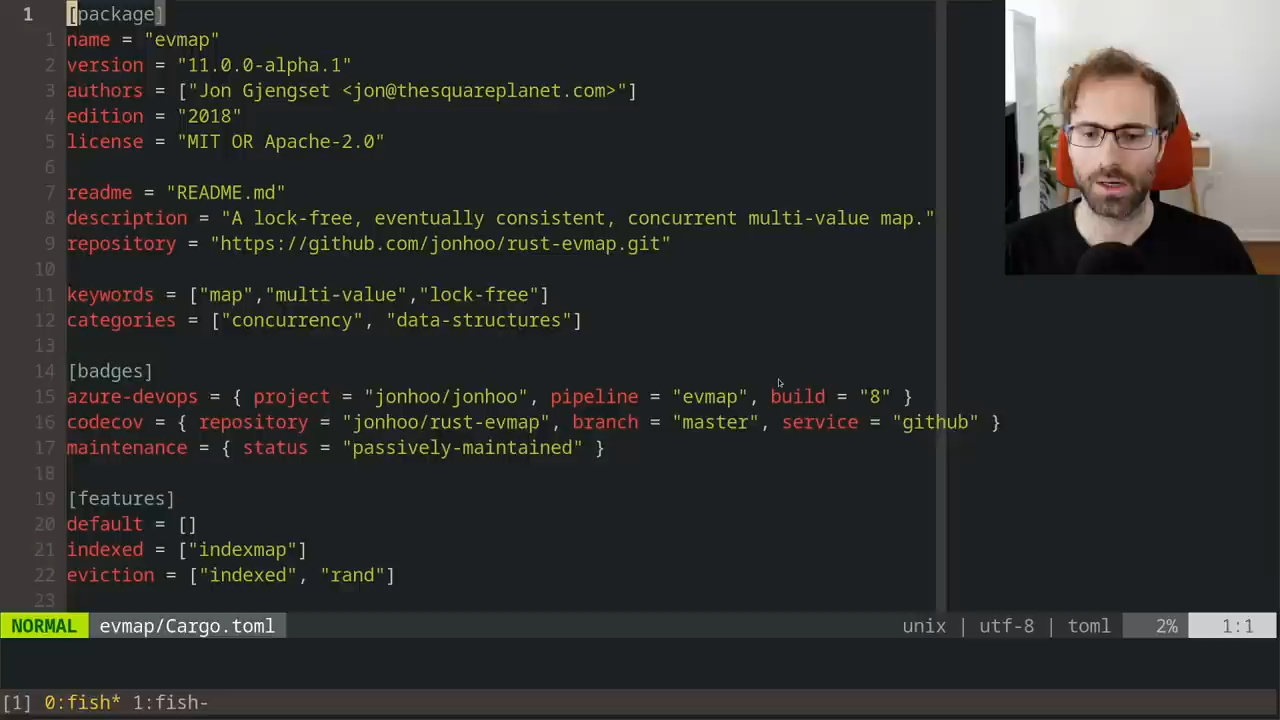 1 [package]
1 name = "evmap"
2 version = "11.0.0-alpha.1"
3 authors = ["Jon Gjengset <jon@thesquareplanet.com>"]
4 edition = "2018"
5 license = "MIT OR Apache-2.0"
6
7 readme = "README.md"
8 description = "A lock-free, eventually consistent, concurrent multi-value map."
9 repository = "https://github.com/jonhoo/rust-evmap.git"
10
11 keywords = ["map","multi-value","lock-free"]
12 categories = ["concurrency", "data-structures"]
13
14 [badges]
15 azure-devops = { project = "jonhoo/jonhoo", pipeline = "evmap", build = "8" }
16 codecov = { repository = "jonhoo/rust-evmap", branch = "master", service = "github" }
17 maintenance = { status = "passively-maintained" }
18
19 [features]
20 default = []
21 indexed = ["indexmap"]
22 eviction = ["indexed", "rand"]
23
NORMAL evmap/Cargo.toml unix | utf-8 | toml 2% 1:1
[1] 0:fish* 1:fish-